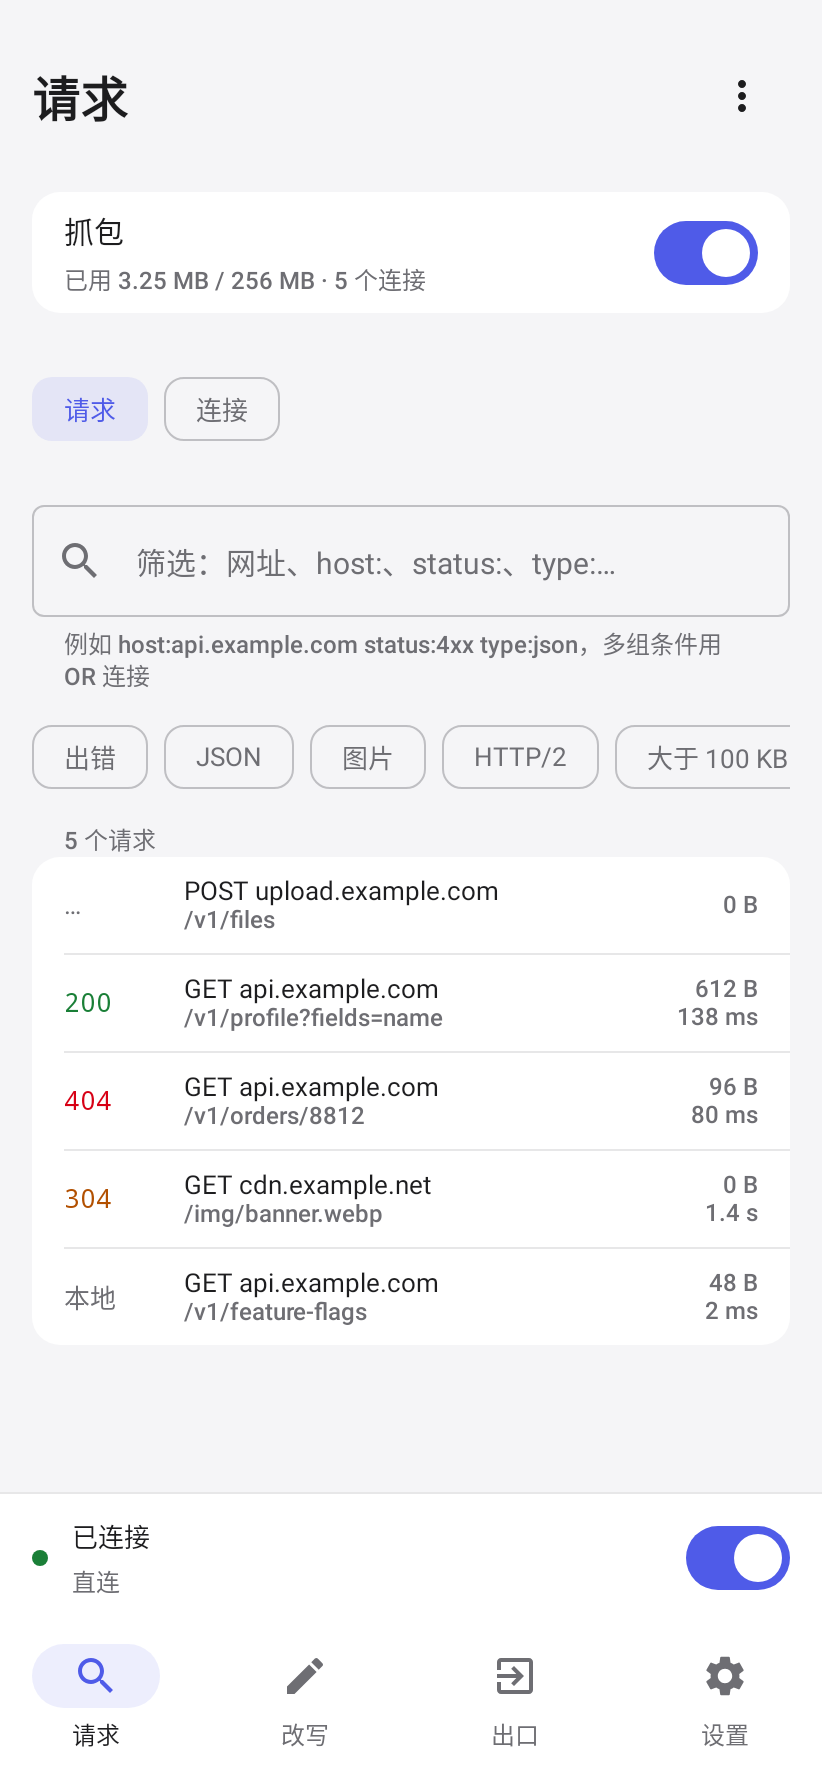 请求
抓包
已用 3.25 MB / 256 MB · 5 个连接
请求
连接
筛选：网址、host:、status:、type:...
例如 host:api.example.com status:4xx type:json，多组条件用
OR 连接
出错
JSON
图片
HTTP/2
大于 100 KB
5 个请求
...
POST upload.example.com
/v1/files
0 B
200
GET api.example.com
/v1/profile?fields=name
612 B
138 ms
404
GET api.example.com
/v1/orders/8812
96 B
80 ms
304
GET cdn.example.net
/img/banner.webp
0 B
1.4 s
本地
GET api.example.com
/v1/feature-flags
48 B
2 ms
已连接
直连
请求
改写
出口
设置